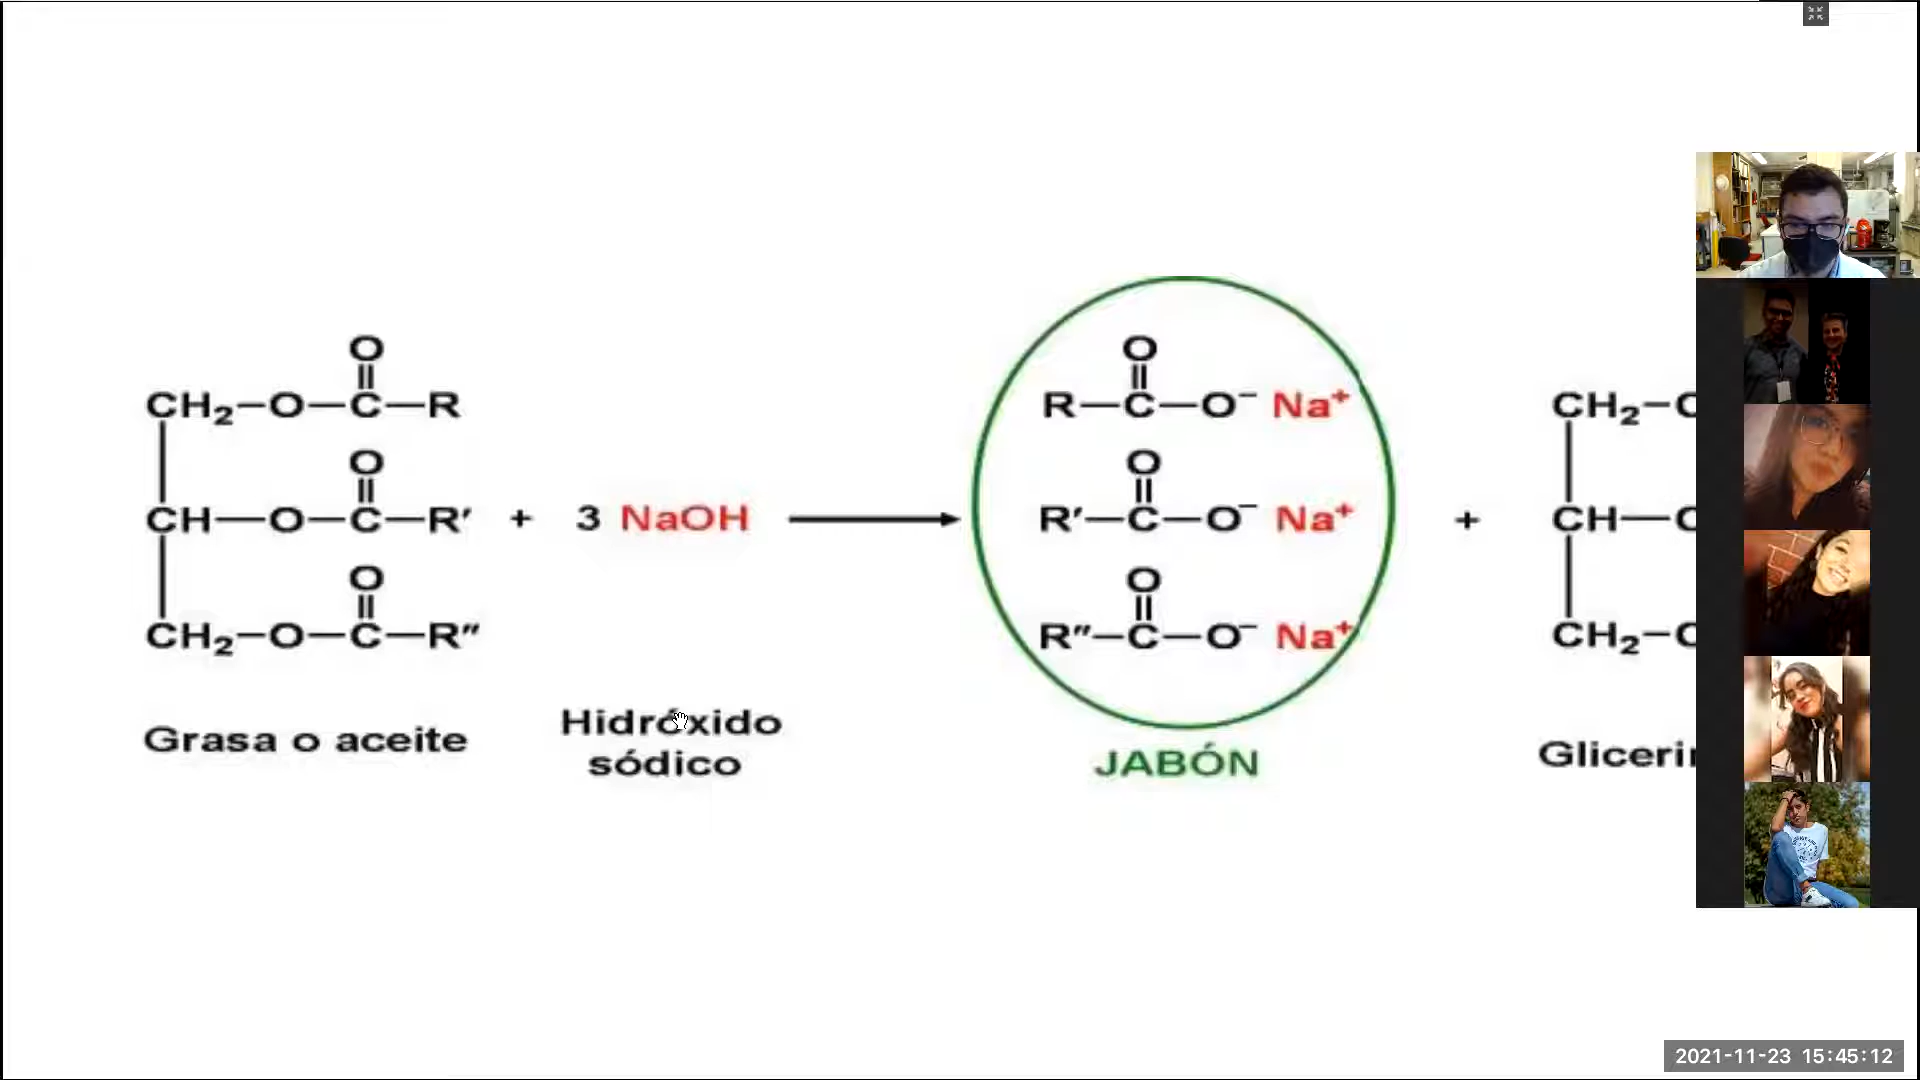 O O
CH₂—O—C—R R—C—O⁻ Na⁺ CH₂—
O O
CH—O—C—R′ + 3 NaOH R′—C—O⁻ Na⁺ + CH—
O O
CH₂—O—C—R″ R″—C—O⁻ Na⁺ CH₂—
Grasa o aceite
Hidróxido
sódico
JABÓN
Gliceri
2021-11-23 15:45:12